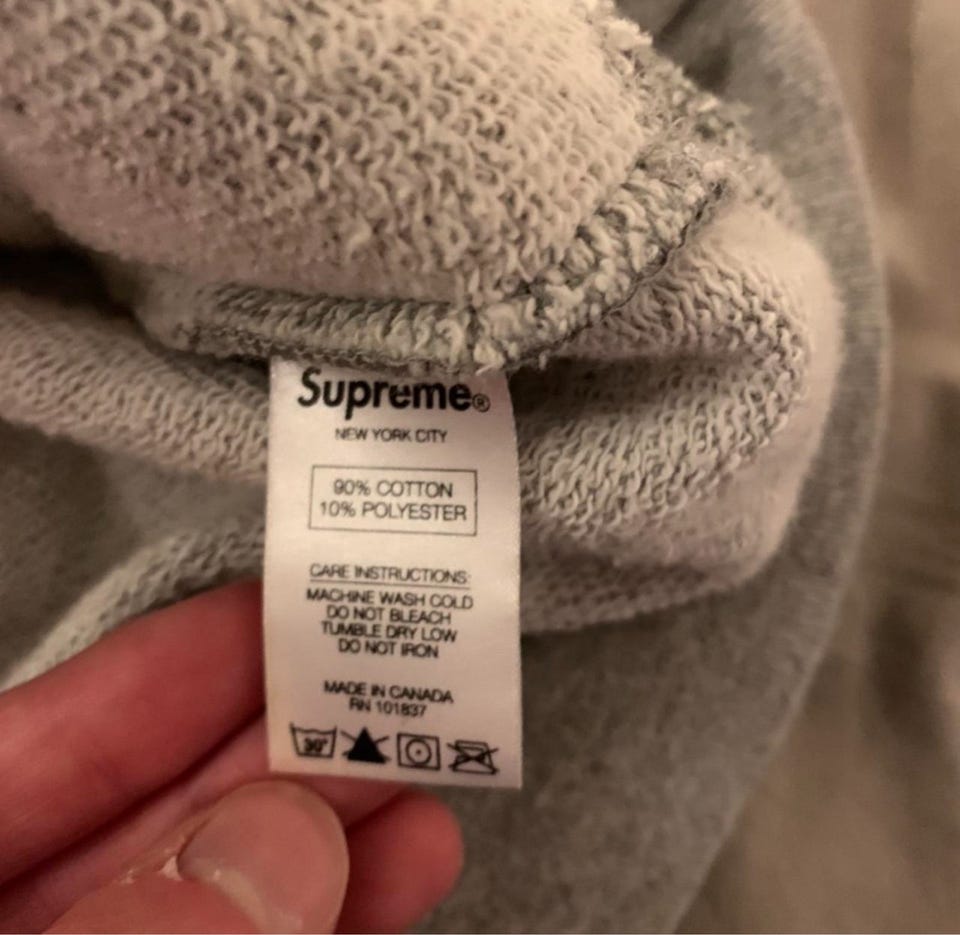 Supreme®
NEW YORK CITY
90% COTTON
10% POLYESTER
CARE INSTRUCTIONS:
MACHINE WASH COLD
DO NOT BLEACH
TUMBLE DRY LOW
DO NOT IRON
MADE IN CANADA
RN 101837
30°